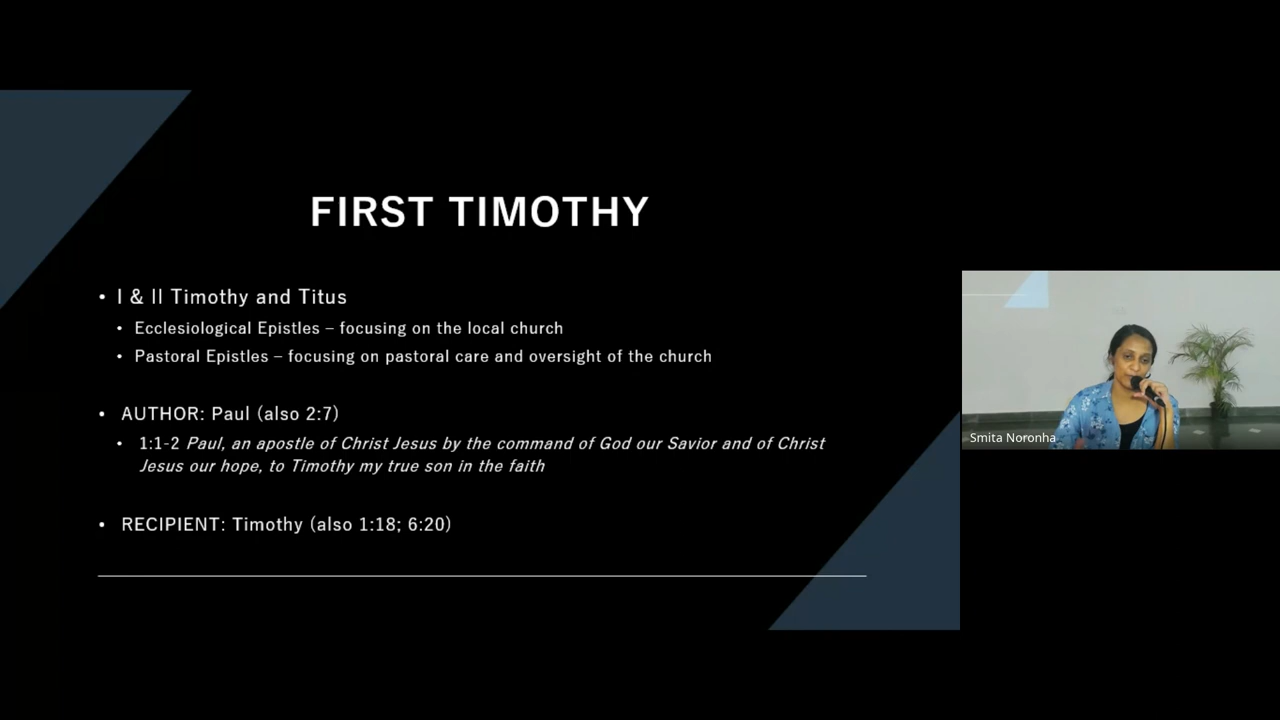 FIRST TIMOTHY
• I & II Timothy and Titus
• Ecclesiological Epistles – focusing on the local church
• Pastoral Epistles – focusing on pastoral care and oversight of the church
• AUTHOR: Paul (also 2:7)
• 1:1-2 Paul, an apostle of Christ Jesus by the command of God our Savior and of Christ
Jesus our hope, to Timothy my true son in the faith
• RECIPIENT: Timothy (also 1:18; 6:20)
Smita Noronha